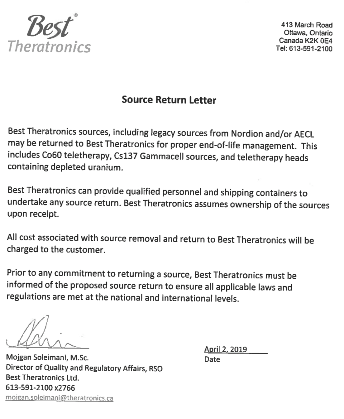 Best®
Theratronics
413 March Road
Ottawa, Ontario
Canada K2K 0E4
Tel: 613-591-2100
Source Return Letter
Best Theratronics sources, including legacy sources from Nordion and/or AECL
may be returned to Best Theratronics for proper end-of-life management. This
includes Co60 teletherapy, Cs137 Gammacell sources, and teletherapy heads
containing depleted uranium.
Best Theratronics can provide qualified personnel and shipping containers to
undertake any source return. Best Theratronics assumes ownership of the sources
upon receipt.
All cost associated with source removal and return to Best Theratronics will be
charged to the customer.
Prior to any commitment to returning a source, Best Theratronics must be
informed of the proposed source return to ensure all applicable laws and
regulations are met at the national and international levels.
Mojgan Soleimani, M.Sc.
Director of Quality and Regulatory Affairs, RSO
Best Theratronics Ltd.
613-591-2100 x2766
mojgan.soleimani@theratronics.ca
April 2, 2019
Date